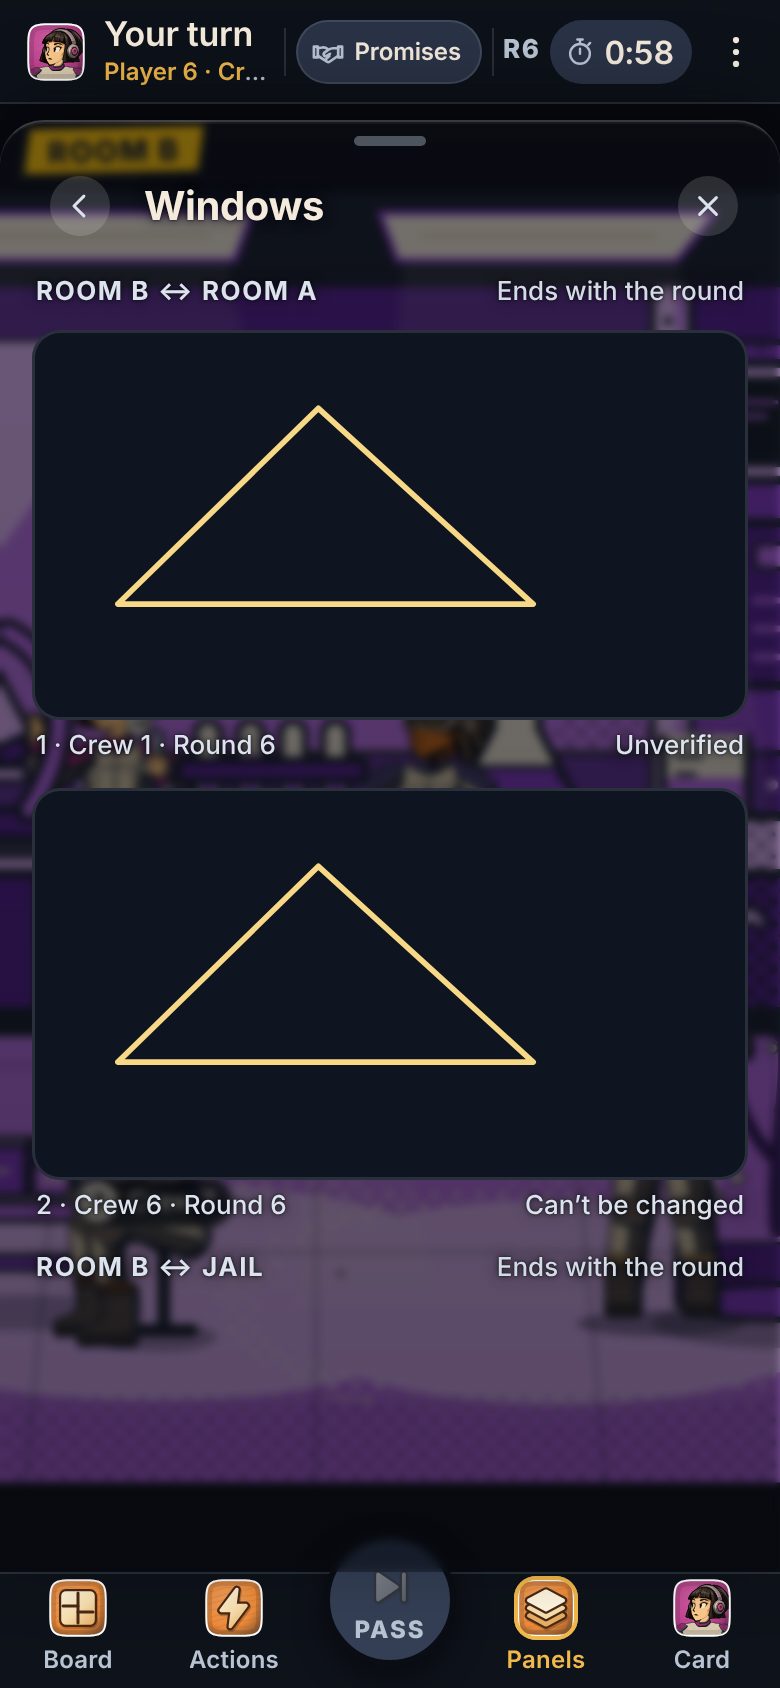 Your turn
Player 6 · Cr...
Promises
R6
0:58
ROOM B
Windows
ROOM B ↔ ROOM A
Ends with the round
1 · Crew 1 · Round 6
Unverified
2 · Crew 6 · Round 6
Can’t be changed
ROOM B ↔ JAIL
Ends with the round
PASS
Board
Actions
Panels
Card